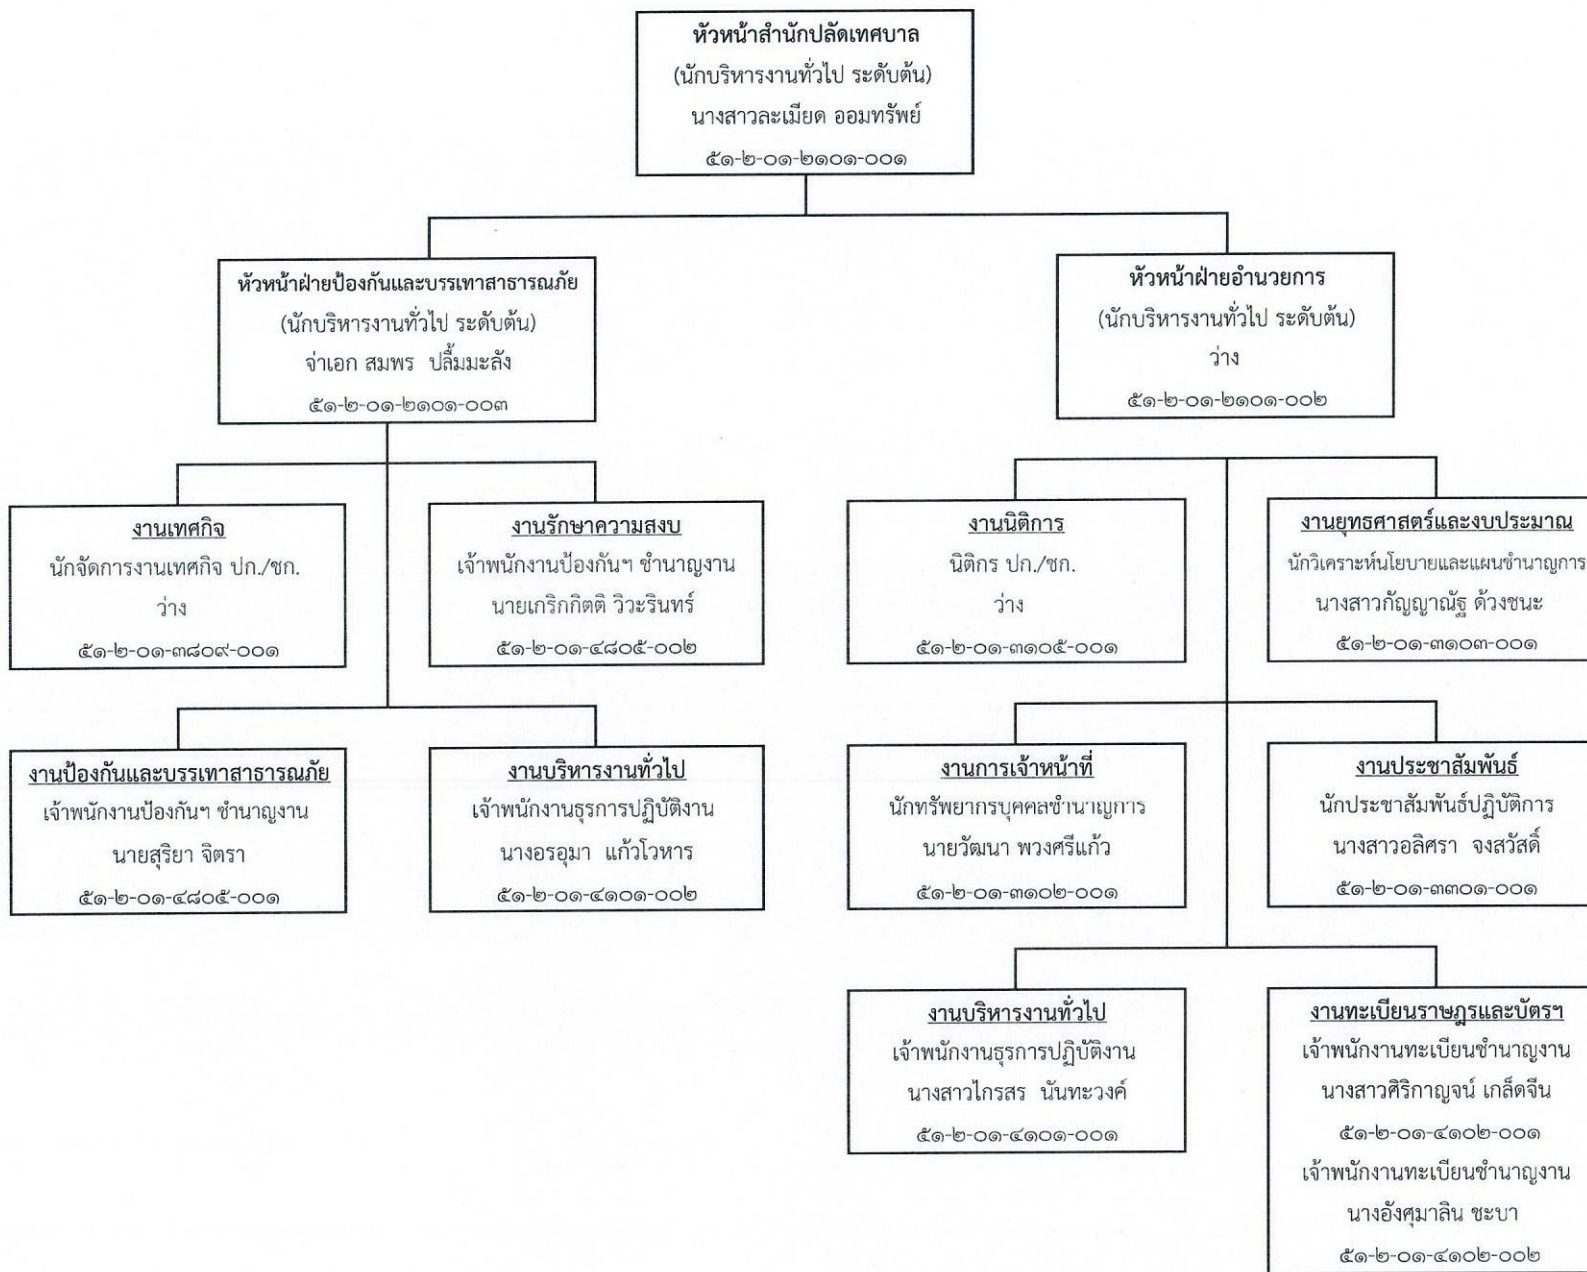 หัวหน้าสำนักปลัดเทศบาล
(นักบริหารงานทั่วไป ระดับต้น)
นางสาวละเมียด ออมทรัพย์
๕๑-๒-๐๑-๒๑๐๑-๐๐๑
หัวหน้าฝ่ายป้องกันและบรรเทาสาธารณภัย
(นักบริหารงานทั่วไป ระดับต้น)
จ่าเอก สมพร ปลื้มมะลัง
๕๑-๒-๐๑-๒๑๐๑-๐๐๓
หัวหน้าฝ่ายอำนวยการ
(นักบริหารงานทั่วไป ระดับต้น)
ว่าง
๕๑-๒-๐๑-๒๑๐๑-๐๐๒
งานเทศกิจ
นักจัดการงานเทศกิจ ปก./ชก.
ว่าง
๕๑-๒-๐๑-๓๘๐๙-๐๐๑
งานรักษาความสงบ
เจ้าพนักงานป้องกันฯ ชำนาญงาน
นายเกริกกิตติ วิวะรินทร์
๕๑-๒-๐๑-๔๘๐๕-๐๐๒
งานนิติการ
นิติกร ปก./ชก.
ว่าง
๕๑-๒-๐๑-๓๑๐๕-๐๐๑
งานยุทธศาสตร์และงบประมาณ
นักวิเคราะห์นโยบายและแผนชำนาญการ
นางสาวกัญญาณัฐ ด้วงชนะ
๕๑-๒-๐๑-๓๑๐๓-๐๐๑
งานป้องกันและบรรเทาสาธารณภัย
เจ้าพนักงานป้องกันฯ ชำนาญงาน
นายสุริยา จิตรา
๕๑-๒-๐๑-๔๘๐๕-๐๐๑
งานบริหารงานทั่วไป
เจ้าพนักงานธุรการปฏิบัติงาน
นางอรอุมา แก้วโวหาร
๕๑-๒-๐๑-๔๑๐๑-๐๐๒
งานการเจ้าหน้าที่
นักทรัพยากรบุคคลชำนาญการ
นายวัฒนา พวงศรีแก้ว
๕๑-๒-๐๑-๓๑๐๒-๐๐๑
งานประชาสัมพันธ์
นักประชาสัมพันธ์ปฏิบัติการ
นางสาวอลิศรา จงสวัสดิ์
๕๑-๒-๐๑-๓๓๐๑-๐๐๑
งานบริหารงานทั่วไป
เจ้าพนักงานธุรการปฏิบัติงาน
นางสาวไกรสร นันทะวงค์
๕๑-๒-๐๑-๔๑๐๑-๐๐๑
งานทะเบียนราษฎรและบัตรฯ
เจ้าพนักงานทะเบียนชำนาญงาน
นางสาวศิริกาญจน์ เกล็ดจีน
๕๑-๒-๐๑-๔๑๐๒-๐๐๑
เจ้าพนักงานทะเบียนชำนาญงาน
นางอังศุมาลิน ชะบา
๕๑-๒-๐๑-๔๑๐๒-๐๐๒